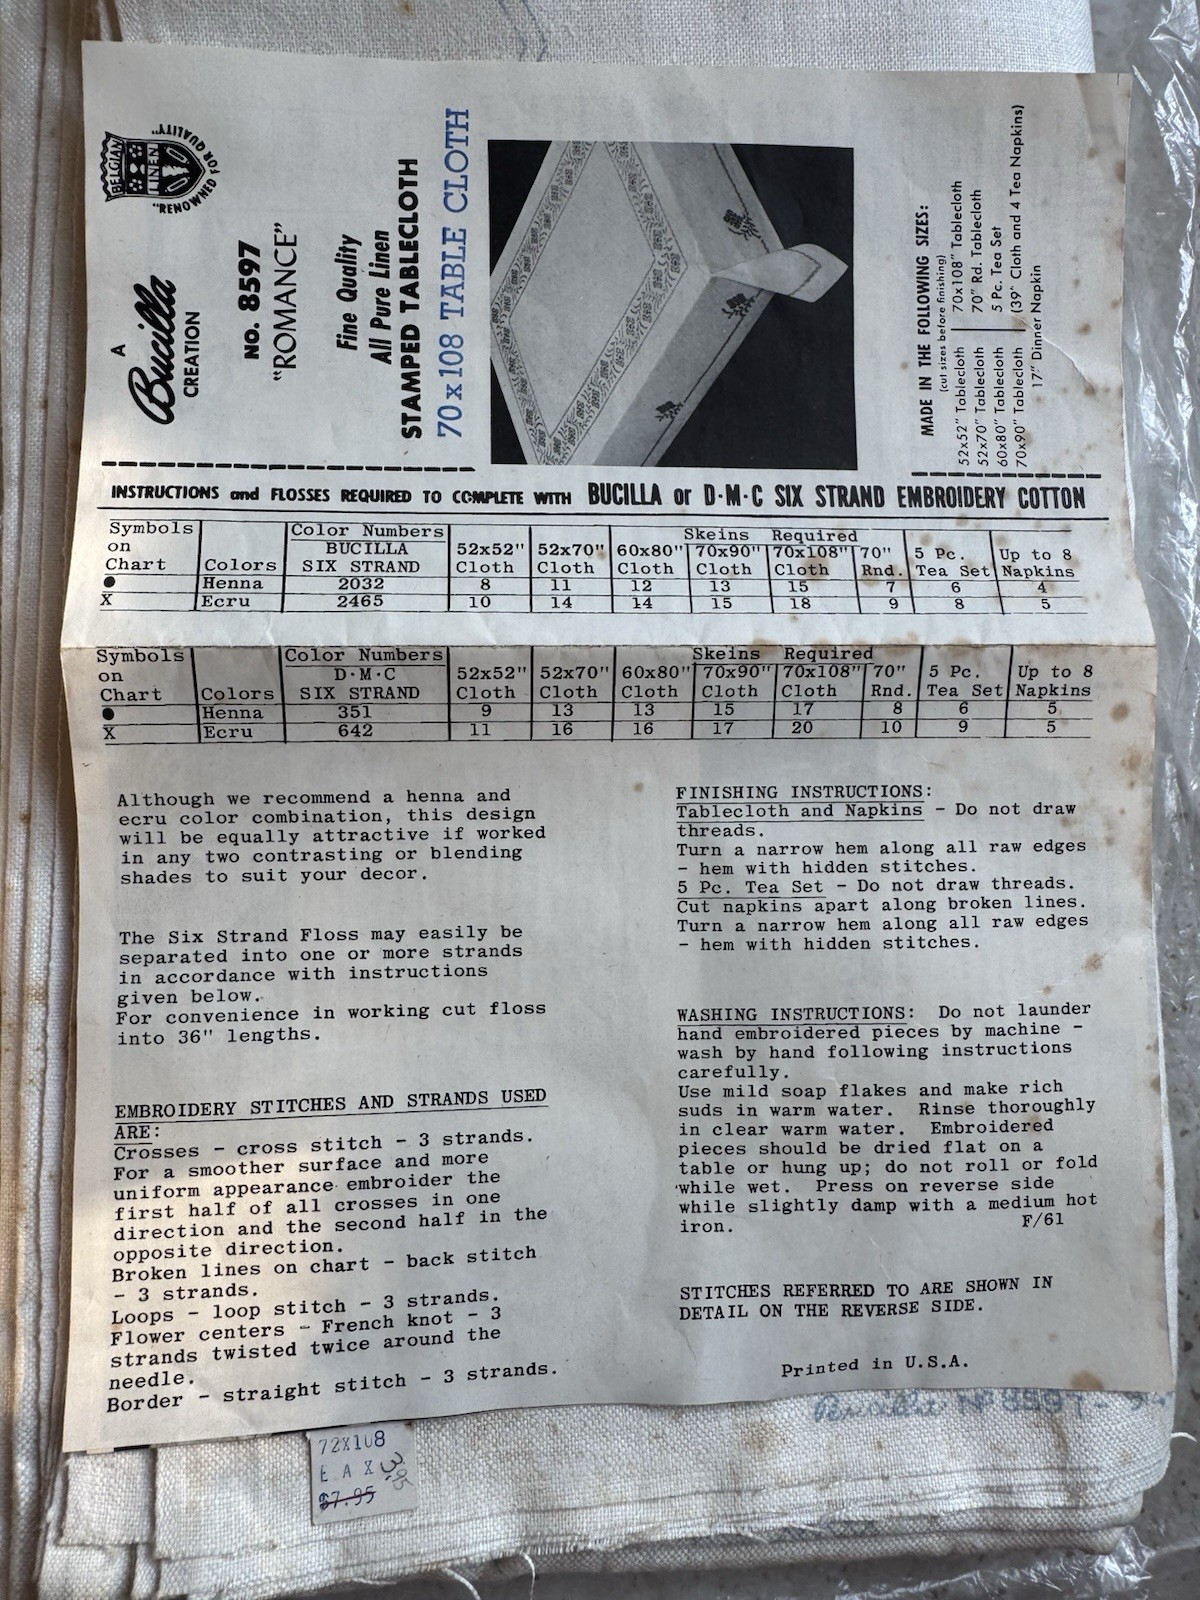 A
Bucilla
CREATION
BELGIAN
LINEN
"RENOWNED FOR QUALITY"
NO. 8597
"ROMANCE"
Fine Quality
All Pure Linen
STAMPED TABLECLOTH
70x108 TABLE CLOTH
MADE IN THE FOLLOWING SIZES:
(cut sizes before finishing)
52x52" Tablecloth | 70x108" Tablecloth
52x70" Tablecloth | 70" Rd. Tablecloth
60x80" Tablecloth | 5 Pc. Tea Set
70x90" Tablecloth | (39" Cloth and 4 Tea Napkins)
17" Dinner Napkin
INSTRUCTIONS and FLOSSES REQUIRED TO COMPLETE WITH BUCILLA or D·M·C SIX STRAND EMBROIDERY COTTON
Symbols Color Numbers Skeins Required
on BUCILLA 52x52" 52x70" 60x80" 70x90" 70x108" 70" 5 Pc. Up to 8
Chart Colors SIX STRAND Cloth Cloth Cloth Cloth Cloth Rnd. Tea Set Napkins
● Henna 2032 8 11 12 13 15 7 6 4
X Ecru 2465 10 14 14 15 18 9 8 5
Symbols Color Numbers Skeins Required
on D·M·C 52x52" 52x70" 60x80" 70x90" 70x108" 70" 5 Pc. Up to 8
Chart Colors SIX STRAND Cloth Cloth Cloth Cloth Cloth Rnd. Tea Set Napkins
● Henna 351 9 13 13 15 17 8 6 5
X Ecru 642 11 16 16 17 20 10 9 5
Although we recommend a henna and
ecru color combination, this design
will be equally attractive if worked
in any two contrasting or blending
shades to suit your decor.
The Six Strand Floss may easily be
separated into one or more strands
in accordance with instructions
given below.
For convenience in working cut floss
into 36" lengths.
EMBROIDERY STITCHES AND STRANDS USED
ARE:
Crosses - cross stitch - 3 strands.
For a smoother surface and more
uniform appearance embroider the
first half of all crosses in one
direction and the second half in the
opposite direction.
Broken lines on chart - back stitch
- 3 strands.
Loops - loop stitch - 3 strands.
Flower centers - French knot - 3
strands twisted twice around the
needle.
Border - straight stitch - 3 strands.
FINISHING INSTRUCTIONS:
Tablecloth and Napkins - Do not draw
threads.
Turn a narrow hem along all raw edges
- hem with hidden stitches.
5 Pc. Tea Set - Do not draw threads.
Cut napkins apart along broken lines.
Turn a narrow hem along all raw edges
- hem with hidden stitches.
WASHING INSTRUCTIONS: Do not launder
hand embroidered pieces by machine -
wash by hand following instructions
carefully.
Use mild soap flakes and make rich
suds in warm water. Rinse thoroughly
in clear warm water. Embroidered
pieces should be dried flat on a
table or hung up; do not roll or fold
while wet. Press on reverse side
while slightly damp with a medium hot
iron. F/61
STITCHES REFERRED TO ARE SHOWN IN
DETAIL ON THE REVERSE SIDE.
Printed in U.S.A.
Bucilla Nº 8597
72X108
E A X
$7.95
3.95